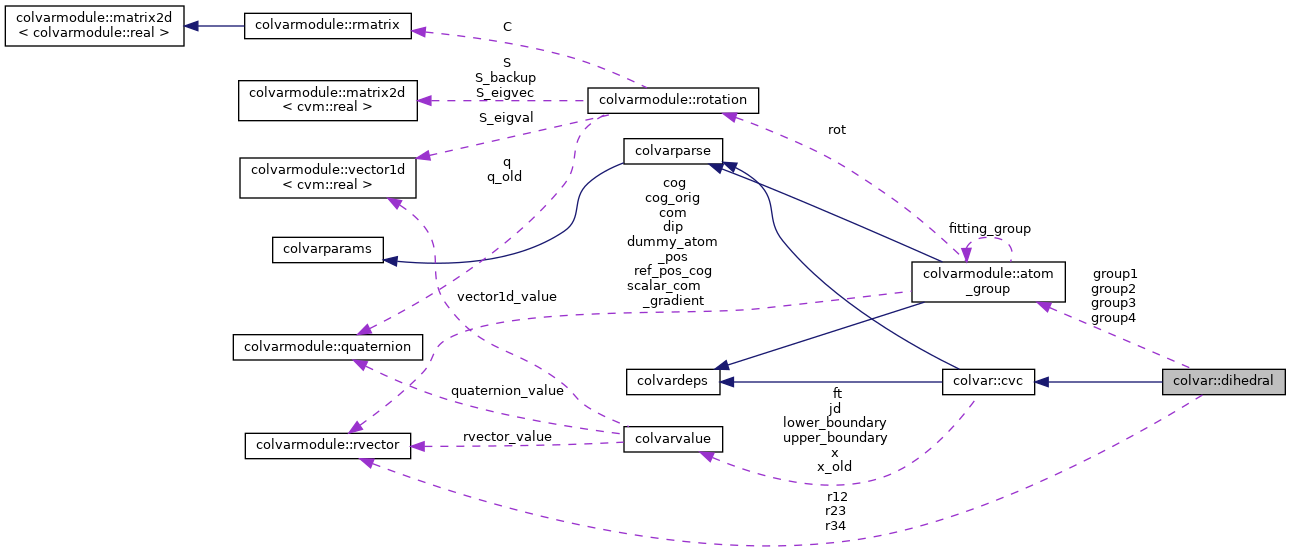 colvarmodule::matrix2d
< colvarmodule::real >
colvarmodule::rmatrix
C
S
S_backup
S_eigvec
colvarmodule::matrix2d
< cvm::real >
colvarmodule::rotation
S_eigval
rot
colvarparse
q
q_old
colvarmodule::vector1d
< cvm::real >
cog
cog_orig
com
dip
dummy_atom
_pos
ref_pos_cog
scalar_com
_gradient
fitting_group
colvarparams
colvarmodule::atom
_group
group1
group2
group3
group4
vector1d_value
colvarmodule::quaternion
colvardeps
colvar::cvc
colvar::dihedral
quaternion_value
ft
jd
lower_boundary
upper_boundary
x
x_old
colvarmodule::rvector
rvector_value
colvarvalue
r12
r23
r34